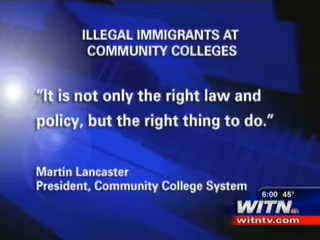 ILLEGAL IMMIGRANTS AT
COMMUNITY COLLEGES
"It is not only the right law and
policy, but the right thing to do."
Martin Lancaster
President, Community College System
6:00 45°
WITN
witntv.com